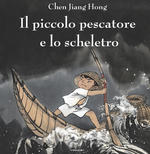 Chen Jiang Hong
Il piccolo pescatore
e lo scheletro